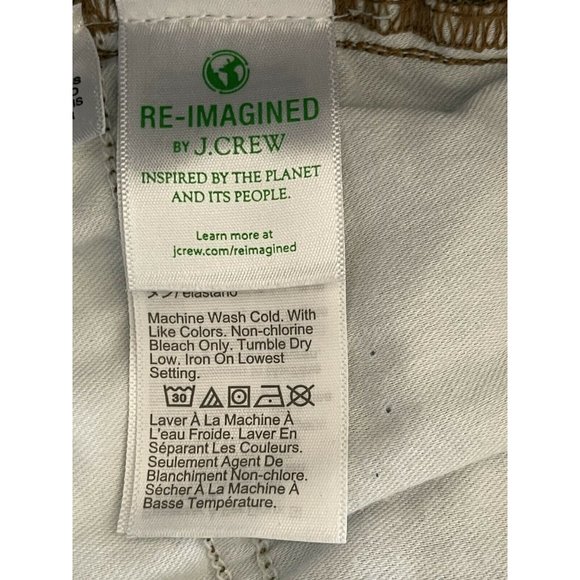 RE-IMAGINED
BY J.CREW
INSPIRED BY THE PLANET
AND ITS PEOPLE.
Learn more at
jcrew.com/reimagined
メン/elastano
Machine Wash Cold. With
Like Colors. Non-chlorine
Bleach Only. Tumble Dry
Low. Iron On Lowest
Setting.
30
Laver À La Machine À
L'eau Froide. Laver En
Séparant Les Couleurs.
Seulement Agent De
Blanchiment Non-chlore.
Sécher À La Machine À
Basse Température.